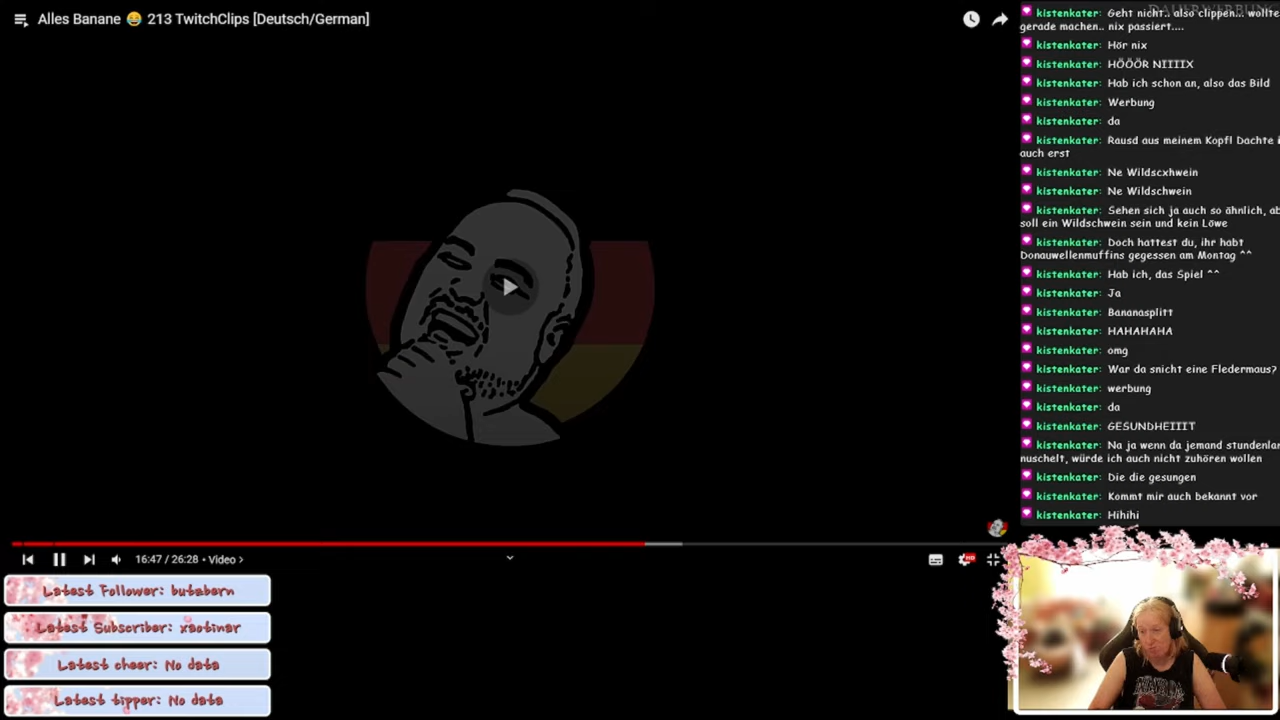 Alles Banane 😂 213 TwitchClips [Deutsch/German]
16:47 / 26:28 • Video ›
HD
Latest Follower: butabern
Latest Subscriber: xaotinar
Latest cheer: No data
Latest tipper: No data
DAUERWERBUNG
kistenkater: Geht nicht.. also clippen... wollte
gerade machen.. nix passiert....
kistenkater: Hör nix
kistenkater: HÖÖÖR NIIIIX
kistenkater: Hab ich schon an, also das Bild
kistenkater: Werbung
kistenkater: da
kistenkater: Rausd aus meinem Kopf! Dachte
auch erst
kistenkater: Ne Wildscxhwein
kistenkater: Ne Wildschwein
kistenkater: Sehen sich ja auch so ähnlich,
soll ein Wildschwein sein und kein Löwe
kistenkater: Doch hattest du, ihr habt
Donauwellenmuffins gegessen am Montag ^^
kistenkater: Hab ich, das Spiel ^^
kistenkater: Ja
kistenkater: Bananasplitt
kistenkater: HAHAHAHA
kistenkater: omg
kistenkater: War da snicht eine Fledermaus?
kistenkater: werbung
kistenkater: da
kistenkater: GESUNDHEIIIT
kistenkater: Na ja wenn da jemand
nuschelt, würde ich auch nicht zuhören wollen
kistenkater: Die die gesungen
kistenkater: Kommt mir auch bekannt vor
kistenkater: Hihihi